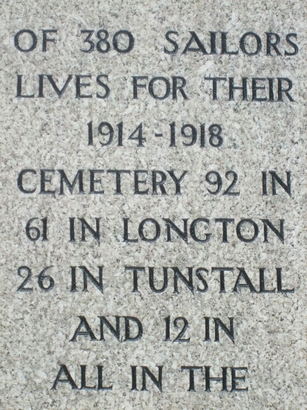 OF 380 SAILORS
LIVES FOR THEIR
1914-1918
CEMETERY 92 IN
61 IN LONGTON
26 IN TUNSTALL
AND 12 IN
ALL IN THE